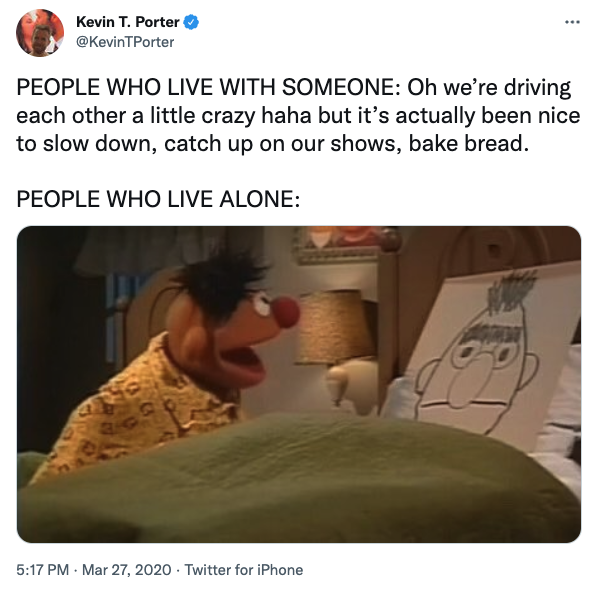 Kevin T. Porter
@KevinTPorter
PEOPLE WHO LIVE WITH SOMEONE: Oh we’re driving
each other a little crazy haha but it’s actually been nice
to slow down, catch up on our shows, bake bread.
PEOPLE WHO LIVE ALONE:
5:17 PM · Mar 27, 2020 · Twitter for iPhone